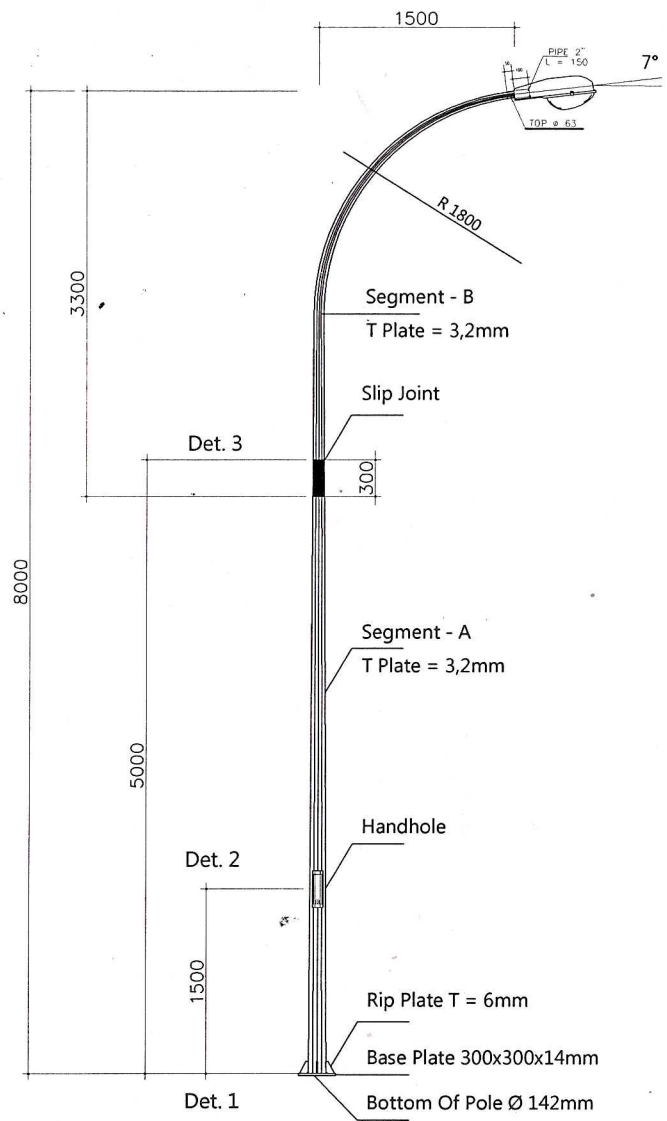 1500
PIPE 2"
L = 150
7°
50
100
TOP ø 63
R 1800
3300
Segment - B
T Plate = 3,2mm
Slip Joint
Det. 3
300
8000
Segment - A
T Plate = 3,2mm
5000
Handhole
Det. 2
1500
Rip Plate T = 6mm
Base Plate 300x300x14mm
Det. 1
Bottom Of Pole Ø 142mm